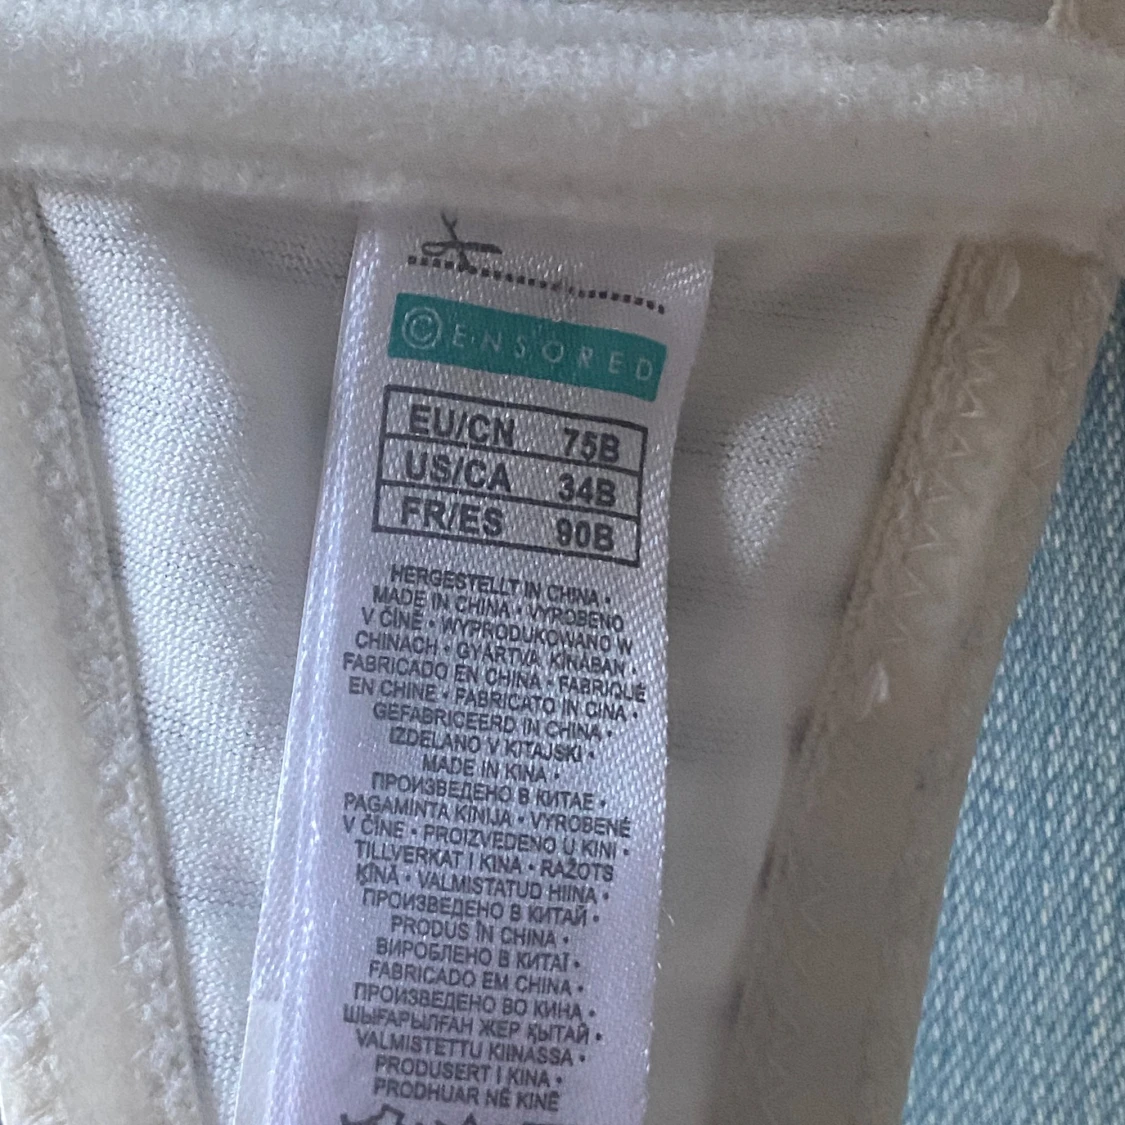 ©ENSORED
EU/CN 75B
US/CA 34B
FR/ES 90B
HERGESTELLT IN CHINA •
MADE IN CHINA • VYROBENO
V ČÍNĚ • WYPRODUKOWANO W
CHINACH • GYÁRTVA KÍNÁBAN •
FABRICADO EN CHINA • FABRIQUÉ
EN CHINE • FABRICATO IN CINA •
GEFABRICEERD IN CHINA •
IZDELANO V KITAJSKI •
MADE IN KINA •
ПРОИЗВЕДЕНО В КИТАЕ •
PAGAMINTA KINIJA • VYROBENÉ
V ČÍNE • PROIZVEDENO U KINI •
TILLVERKAT I KINA • RAŽOTS
ĶĪNĀ • VALMISTATUD HIINA •
ПРОИЗВЕДЕНО В КИТАЙ •
PRODUS ÎN CHINA •
ВИРОБЛЕНО В КИТАЇ •
FABRICADO EM CHINA •
ПРОИЗВЕДЕНО ВО КИНА •
ШЫҒАРЫЛҒАН ЖЕР ҚЫТАЙ •
VALMISTETTU KIINASSA •
PRODUSERT I KINA •
PRODHUAR NË KINË